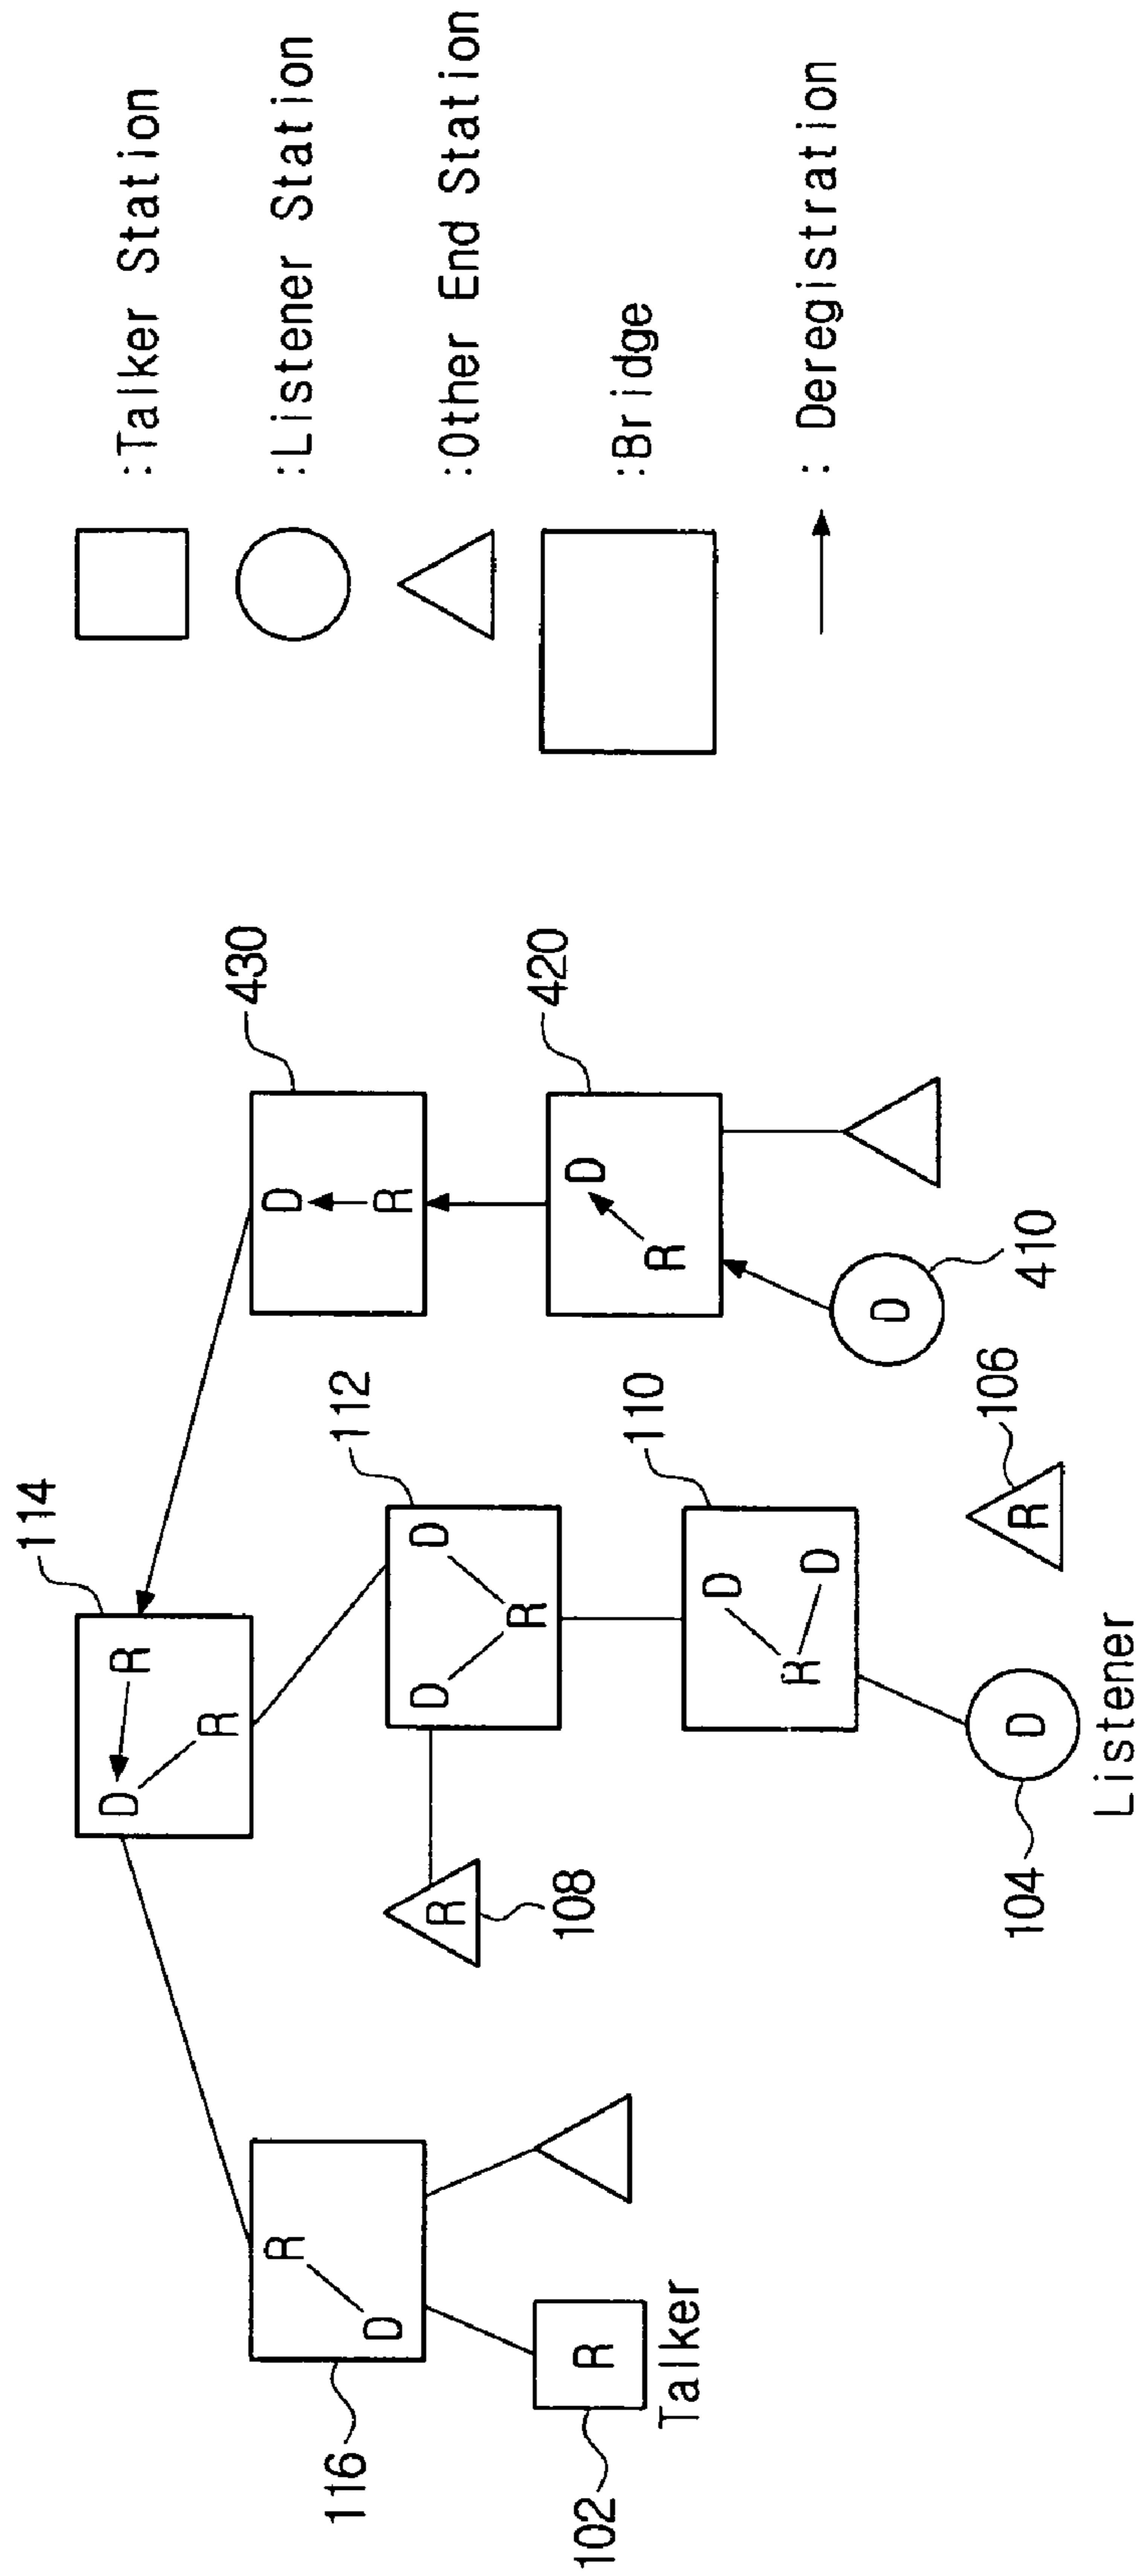 :Talker Station
:Listener Station
:Other End Station
:Bridge
: Deregistration
114
D
R
R
430
D
R
116
R
D
112
D
D
R
420
D
R
108
R
110
D
R
D
410
D
102
R
Talker
106
R
104
D
Listener